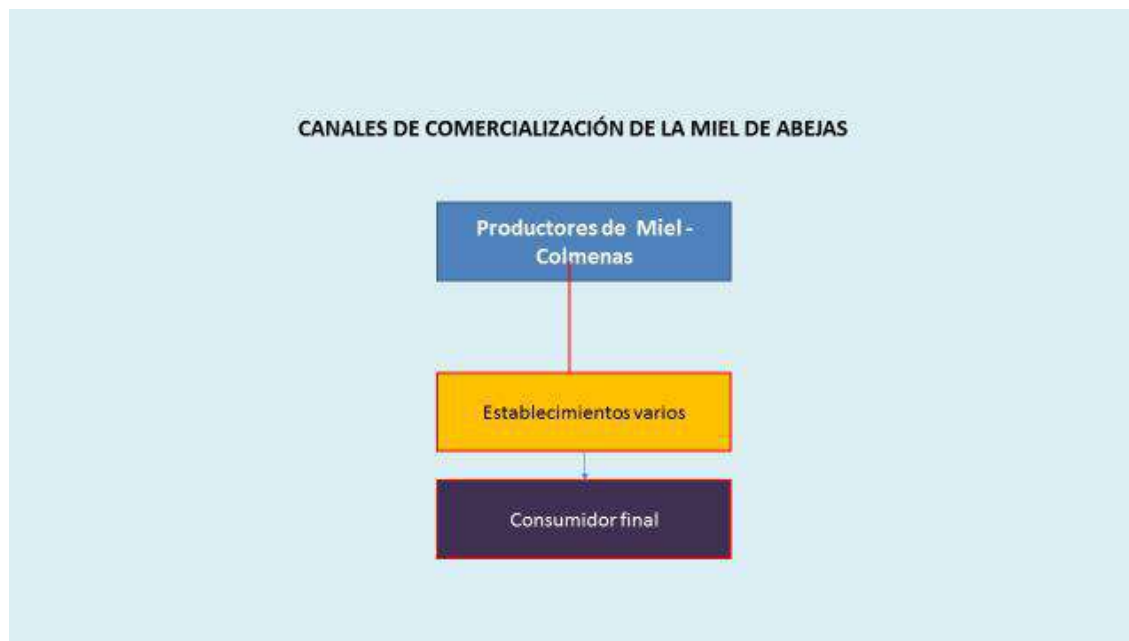 CANALES DE COMERCIALIZACIÓN DE LA MIEL DE ABEJAS
Productores de Miel -
Colmenas
Establecimientos varios
Consumidor final